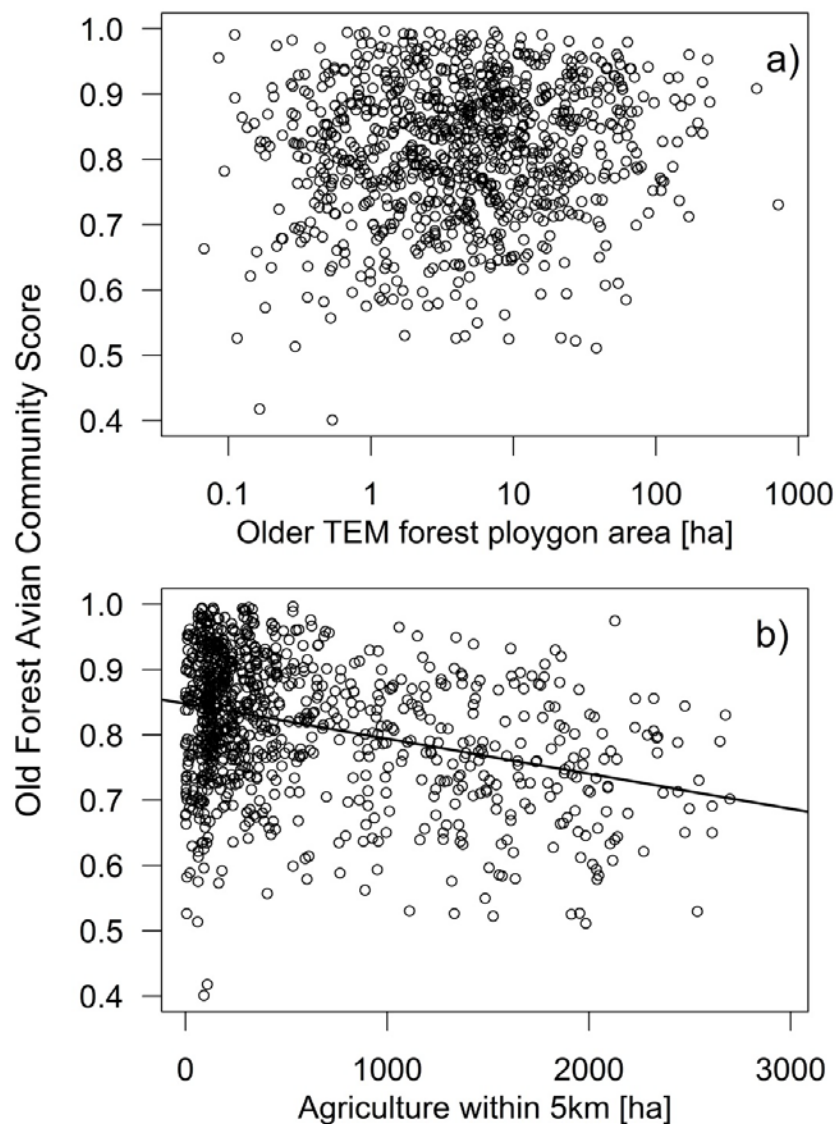 Old Forest Avian Community Score
1.0
0.9
0.8
0.7
0.6
0.5
0.4
a)
0.1 1 10 100 1000
Older TEM forest ploygon area [ha]
1.0
0.9
0.8
0.7
0.6
0.5
0.4
b)
0 1000 2000 3000
Agriculture within 5km [ha]